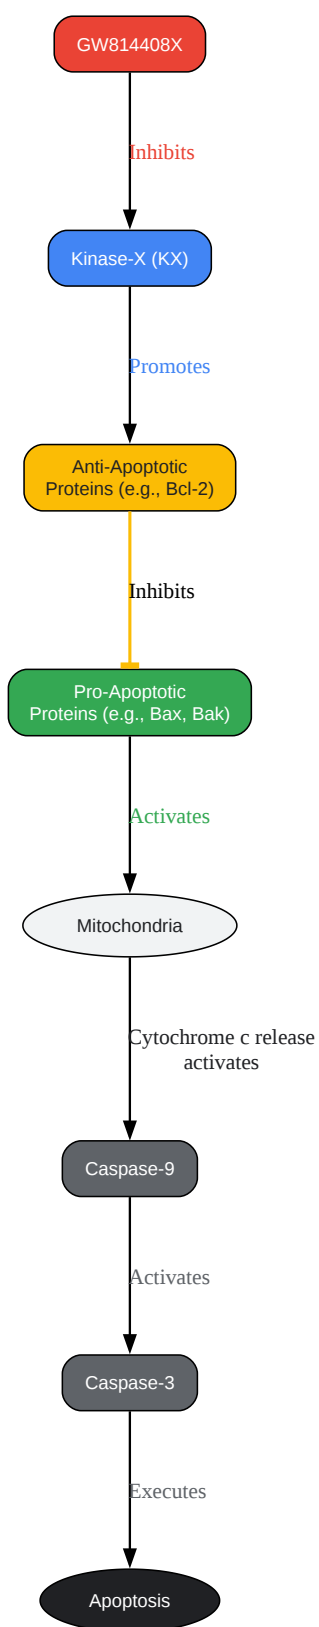 GW814408X
Inhibits
Kinase-X (KX)
Promotes
Anti-Apoptotic
Proteins (e.g., Bcl-2)
Inhibits
Pro-Apoptotic
Proteins (e.g., Bax, Bak)
Activates
Mitochondria
Cytochrome c release
activates
Caspase-9
Activates
Caspase-3
Executes
Apoptosis